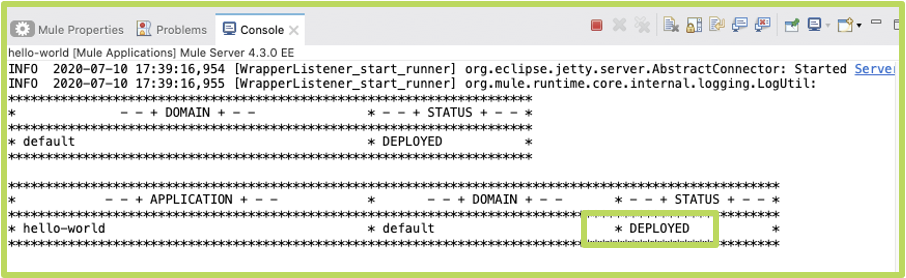 Mule Properties Problems Console
hello-world [Mule Applications] Mule Server 4.3.0 EE
INFO  2020-07-10 17:39:16,954 [WrapperListener_start_runner] org.eclipse.jetty.server.AbstractConnector: Started Server
INFO  2020-07-10 17:39:16,955 [WrapperListener_start_runner] org.mule.runtime.core.internal.logging.LogUtil:
**********************************************************************
*              - - + DOMAIN + - -               * - - + STATUS + - - *
**********************************************************************
* default                                       * DEPLOYED           *
**********************************************************************
*******************************************************************************************************
*            - - + APPLICATION + - -            *       - - + DOMAIN + - -       * - - + STATUS + - - *
*******************************************************************************************************
* hello-world                                   * default                        * DEPLOYED           *
*******************************************************************************************************